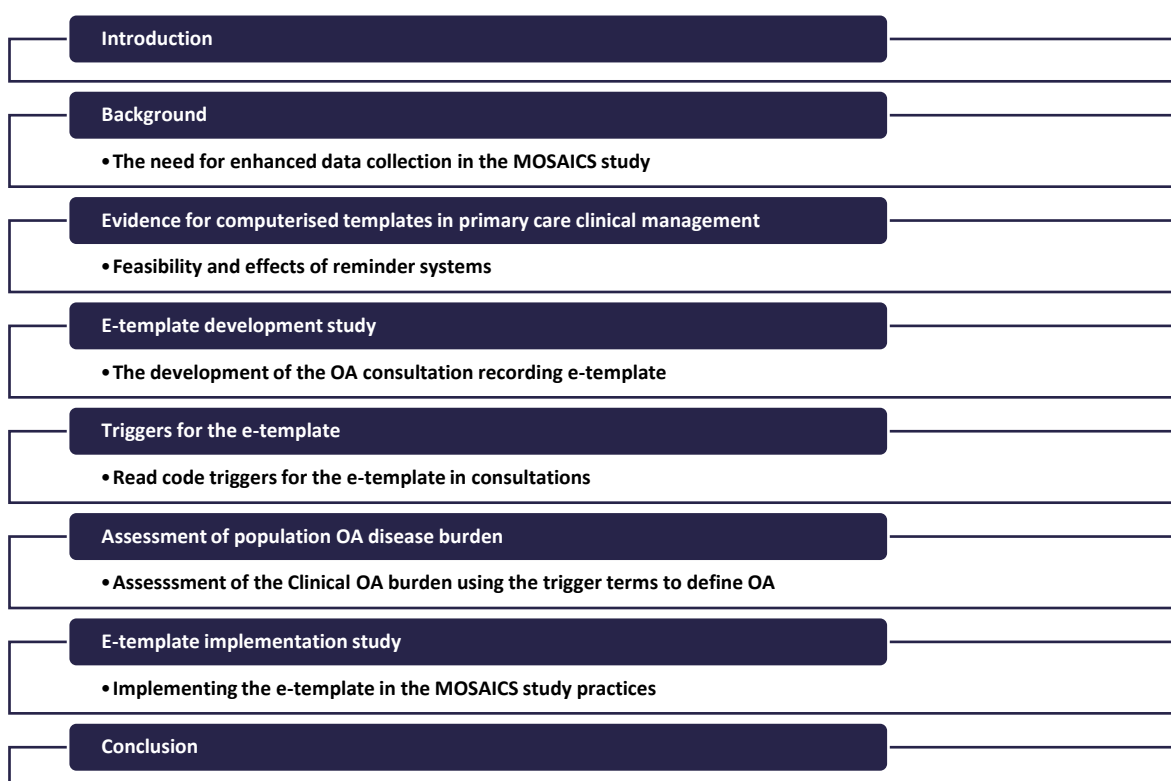 Introduction
Background
•The need for enhanced data collection in the MOSAICS study
Evidence for computerised templates in primary care clinical management
•Feasibility and effects of reminder systems
E-template development study
•The development of the OA consultation recording e-template
Triggers for the e-template
•Read code triggers for the e-template in consultations
Assessment of population OA disease burden
•Assesssment of the Clinical OA burden using the trigger terms to define OA
E-template implementation study
•Implementing the e-template in the MOSAICS study practices
Conclusion